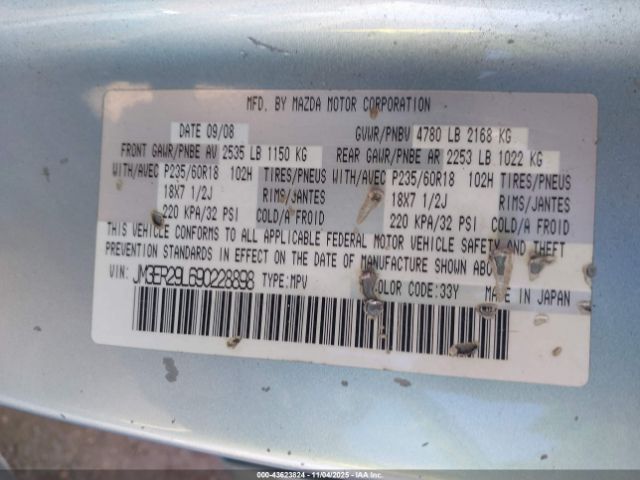 MFD. BY MAZDA MOTOR CORPORATION
DATE 09/08 GVWR/PNBV 4780 LB 2168 KG
FRONT GAWR/PNBE AV 2535 LB 1150 KG REAR GAWR/PNBE AR 2253 LB 1022 KG
WITH/AVEC P235/60R18 102H TIRES/PNEUS WITH/AVEC P235/60R18 102H TIRES/PNEUS
18X7 1/2J RIMS/JANTES 18X7 1/2J RIMS/JANTES
220 KPA/32 PSI COLD/A FROID 220 KPA/32 PSI COLD/A FROID
THIS VEHICLE CONFORMS TO ALL APPLICABLE FEDERAL MOTOR VEHICLE SAFETY AND THEFT
PREVENTION STANDARDS IN EFFECT ON THE DATE OF MANUFACTURE SHOWN
VIN: JM3ER29L690228898 TYPE:MPV COLOR CODE:33Y MADE IN JAPAN
000-43623824 - 11/04/2025 - IAAI.COM